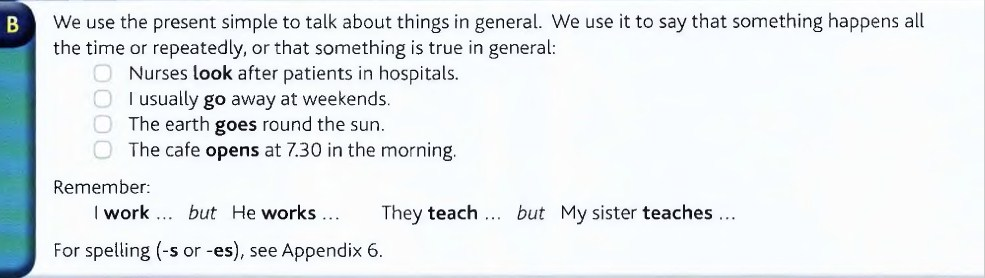 B
We use the present simple to talk about things in general. We use it to say that something happens all
the time or repeatedly, or that something is true in general:
Nurses look after patients in hospitals.
I usually go away at weekends.
The earth goes round the sun.
The cafe opens at 7.30 in the morning.
Remember:
I work ... but He works ... They teach ... but My sister teaches ...
For spelling (-s or -es), see Appendix 6.